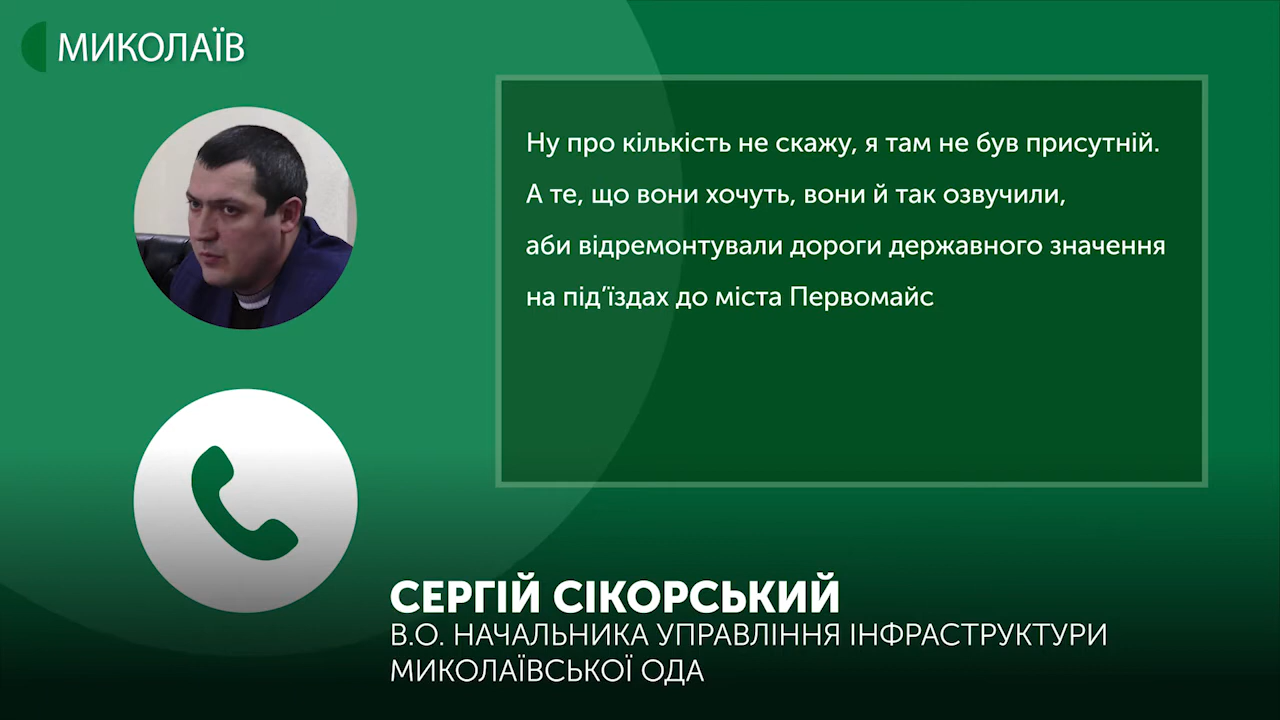 МИКОЛАЇВ
Ну про кількість не скажу, я там не був присутній.
А те, що вони хочуть, вони й так озвучили,
аби відремонтували дороги державного значення
на під’їздах до міста Первомайс
СЕРГІЙ СІКОРСЬКИЙ
В.О. НАЧАЛЬНИКА УПРАВЛІННЯ ІНФРАСТРУКТУРИ
МИКОЛАЇВСЬКОЇ ОДА